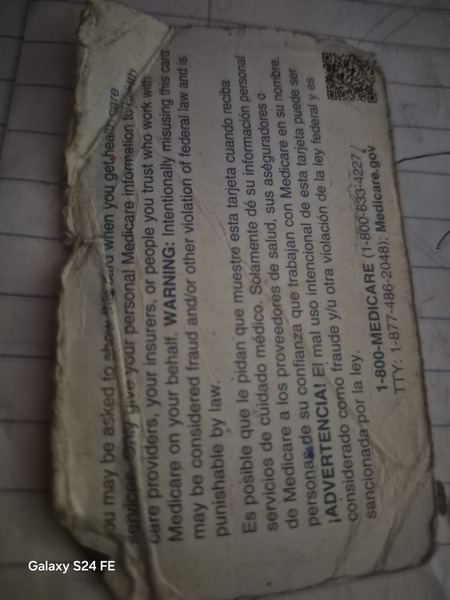 ou may be asked to show this card when you get health care
services. Only give your personal Medicare information to health
care providers, your insurers, or people you trust who work with
Medicare on your behalf. WARNING: Intentionally misusing this card
may be considered fraud and/or other violation of federal law and is
punishable by law.
Es posible que le pidan que muestre esta tarjeta cuando reciba
servicios de cuidado médico. Solamente dé su información personal
de Medicare a los proveedores de salud, sus aseguradores o
personas de su confianza que trabajan con Medicare en su nombre.
¡ADVERTENCIA! El mal uso intencional de esta tarjeta puede ser
considerado como fraude y/u otra violación de la ley federal y es
sancionada por la ley.
1-800-MEDICARE (1-800-633-4227/
TTY: 1-877-486-2048); Medicare.gov
Galaxy S24 FE